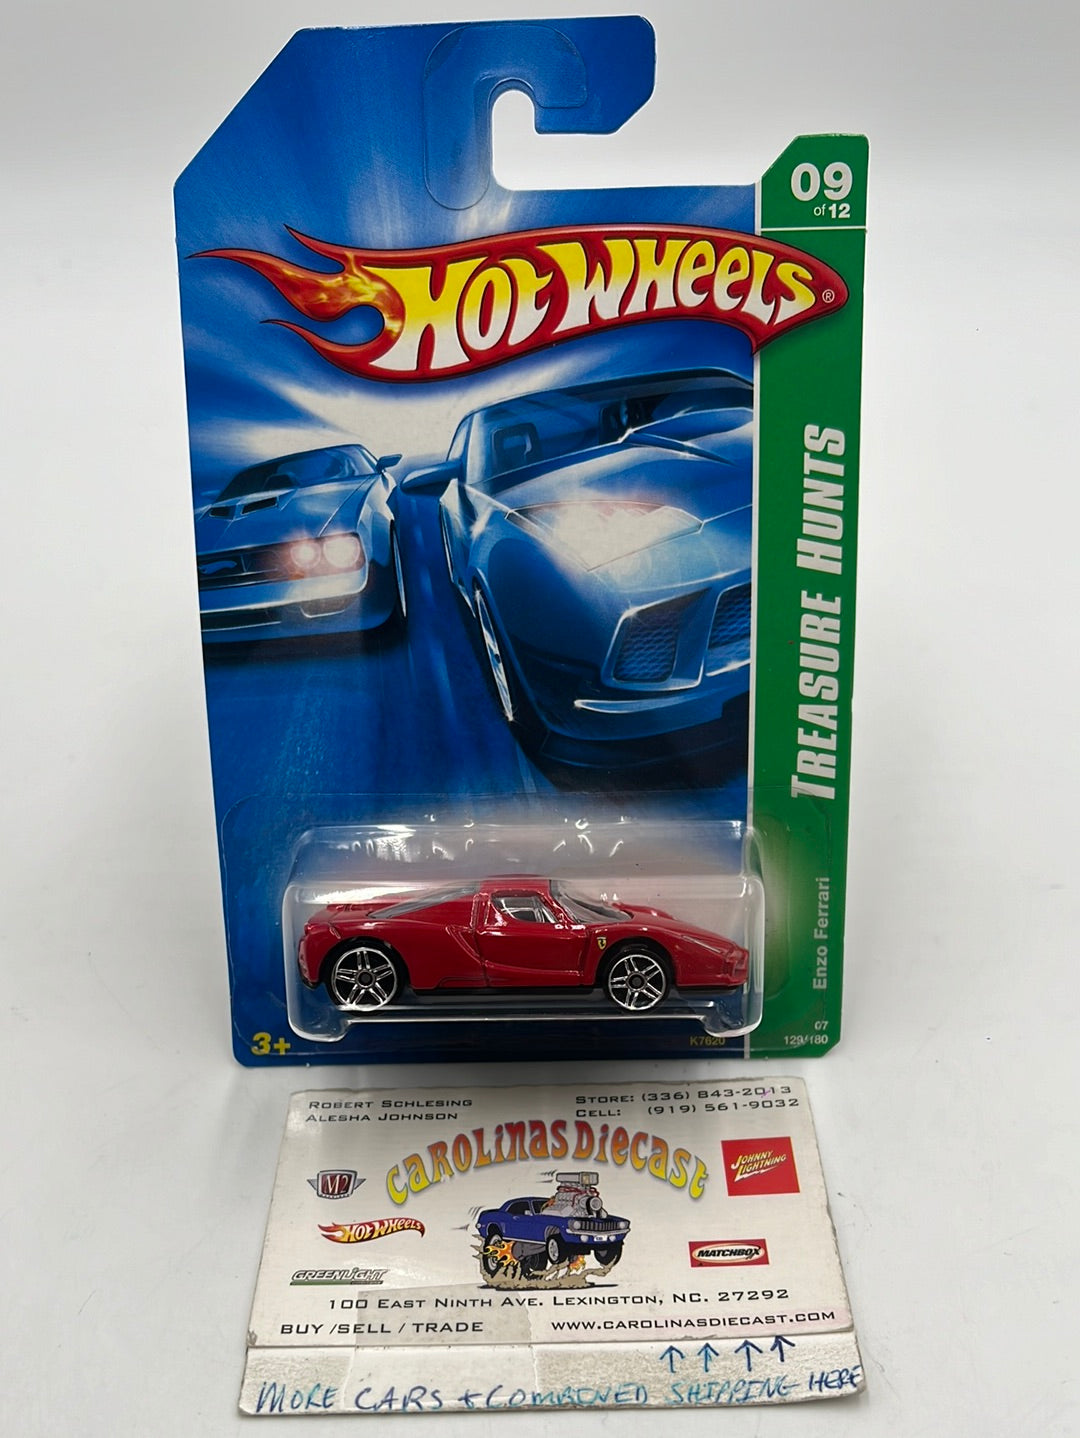 09
of 12
HOT WHEELS®
TREASURE HUNTS
Enzo Ferrari
07
129/180
K7620
3+
ROBERT SCHLESING
ALESHA JOHNSON
STORE: (336) 843-2013
CELL: (919) 561-9032
CAROLINAS DIECAST
M2
JOHNNY LIGHTNING
HOT WHEELS
MATCHBOX
GREENLIGHT
100 EAST NINTH AVE. LEXINGTON, NC. 27292
BUY /SELL / TRADE
WWW.CAROLINASDIECAST.COM
↑ ↑ ↑ ↑
MORE CARS + COMBINED SHIPPING HERE